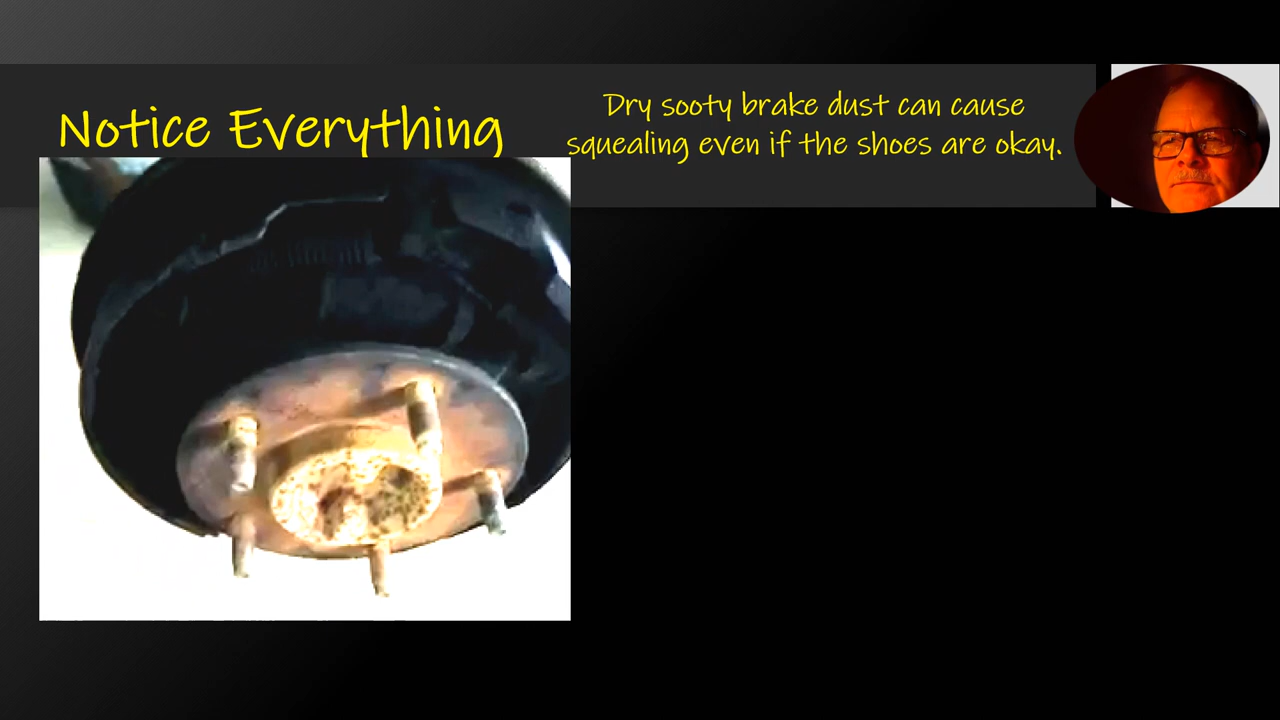 Notice Everything
Dry sooty brake dust can cause
squealing even if the shoes are okay.